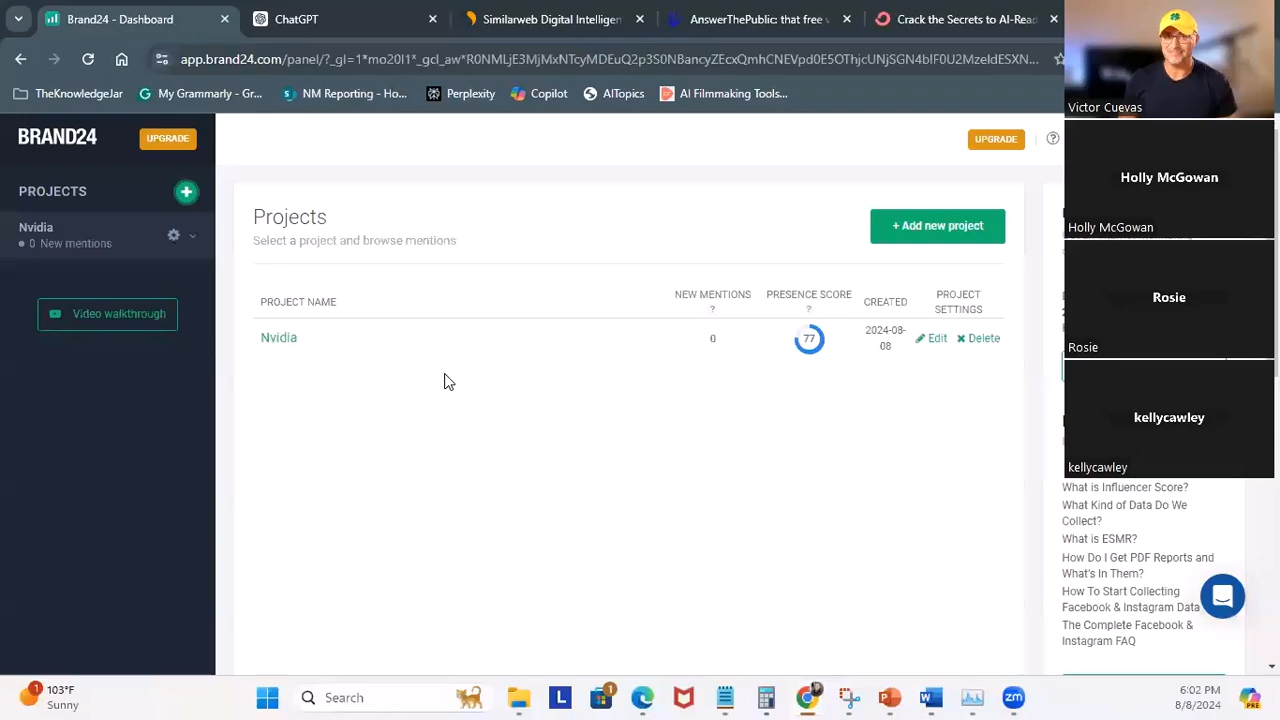 Brand24 - Dashboard
ChatGPT
Similarweb Digital Intelligen
AnswerThePublic: that free v
Crack the Secrets to AI-Read
app.brand24.com/panel/?_gl=1*
TheKnowledgeJar
My Grammarly - Gr...
NM Reporting - Ho...
Perplexity
Copilot
AITopics
AI Filmmaking Tools...
Victor Cuevas
BRAND24
UPGRADE
UPGRADE
PROJECTS
Nvidia
0 New mentions
Video walkthrough
Projects
Select a project and browse mentions
+ Add new project
PROJECT NAME
NEW MENTIONS
?
PRESENCE SCORE
?
CREATED
PROJECT
SETTINGS
Nvidia
0
77
2024-08-
08
Edit
Delete
Holly McGowan
Holly McGowan
Rosie
Rosie
kellycawley
kellycawley
What is Influencer Score?
What Kind of Data Do We
Collect?
What is ESMR?
How Do I Get PDF Reports and
What's In Them?
How To Start Collecting
Facebook & Instagram Data
The Complete Facebook &
Instagram FAQ
1
103°F
Sunny
Search
1
L
zm
6:02 PM
8/8/2024
PRE